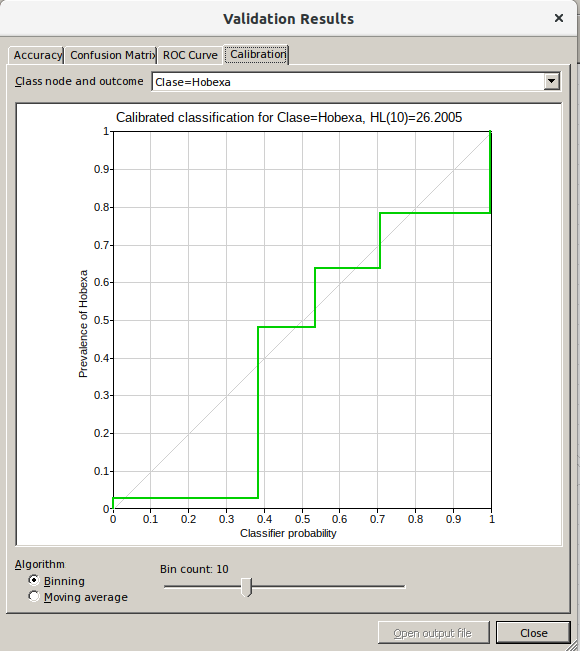 Validation Results
Accuracy Confusion Matrix ROC Curve Calibration
Class node and outcome Clase=Hobexa
Calibrated classification for Clase=Hobexa, HL(10)=26.2005
Prevalence of Hobexa
1
0.9
0.8
0.7
0.6
0.5
0.4
0.3
0.2
0.1
0
0 0.1 0.2 0.3 0.4 0.5 0.6 0.7 0.8 0.9 1
Classifier probability
Algorithm
Binning
Moving average
Bin count: 10
Open output file Close